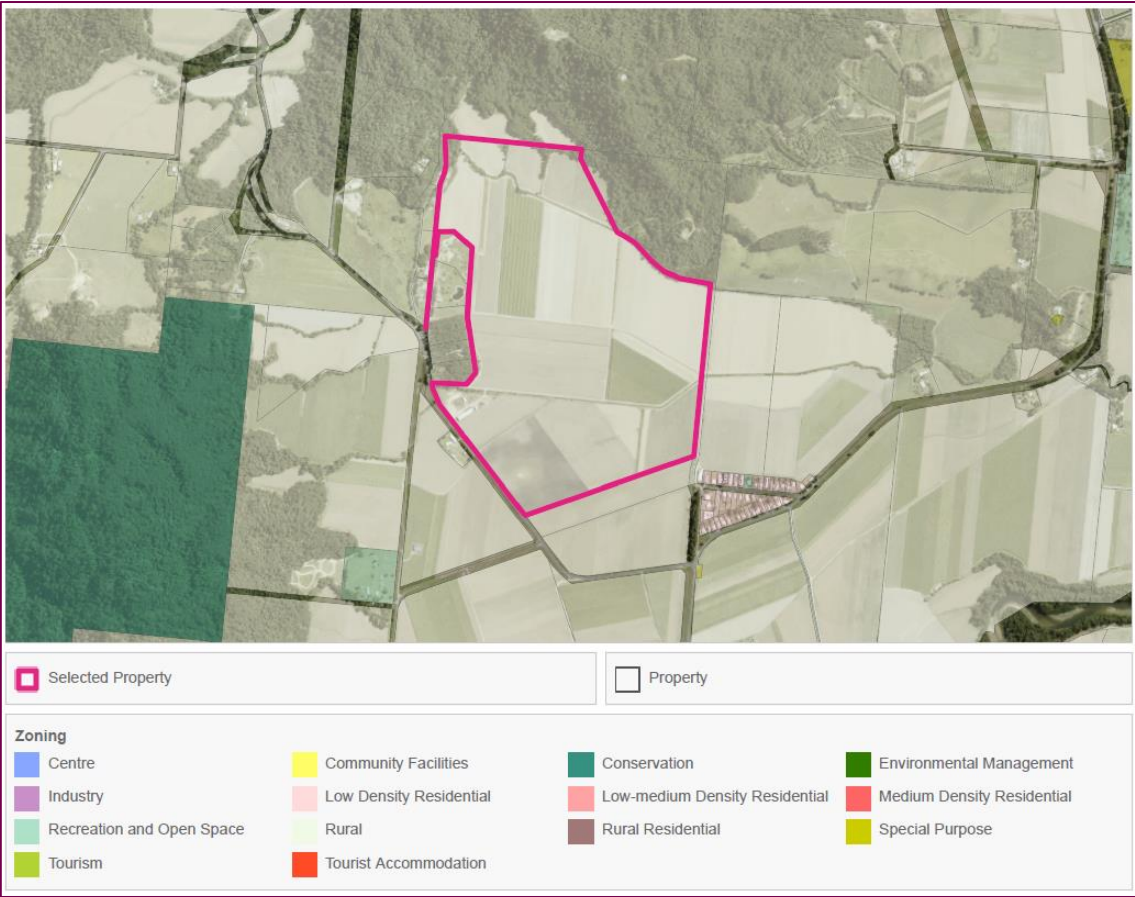 Selected Property
Property
Zoning
Centre
Community Facilities
Conservation
Environmental Management
Industry
Low Density Residential
Low-medium Density Residential
Medium Density Residential
Recreation and Open Space
Rural
Rural Residential
Special Purpose
Tourism
Tourist Accommodation